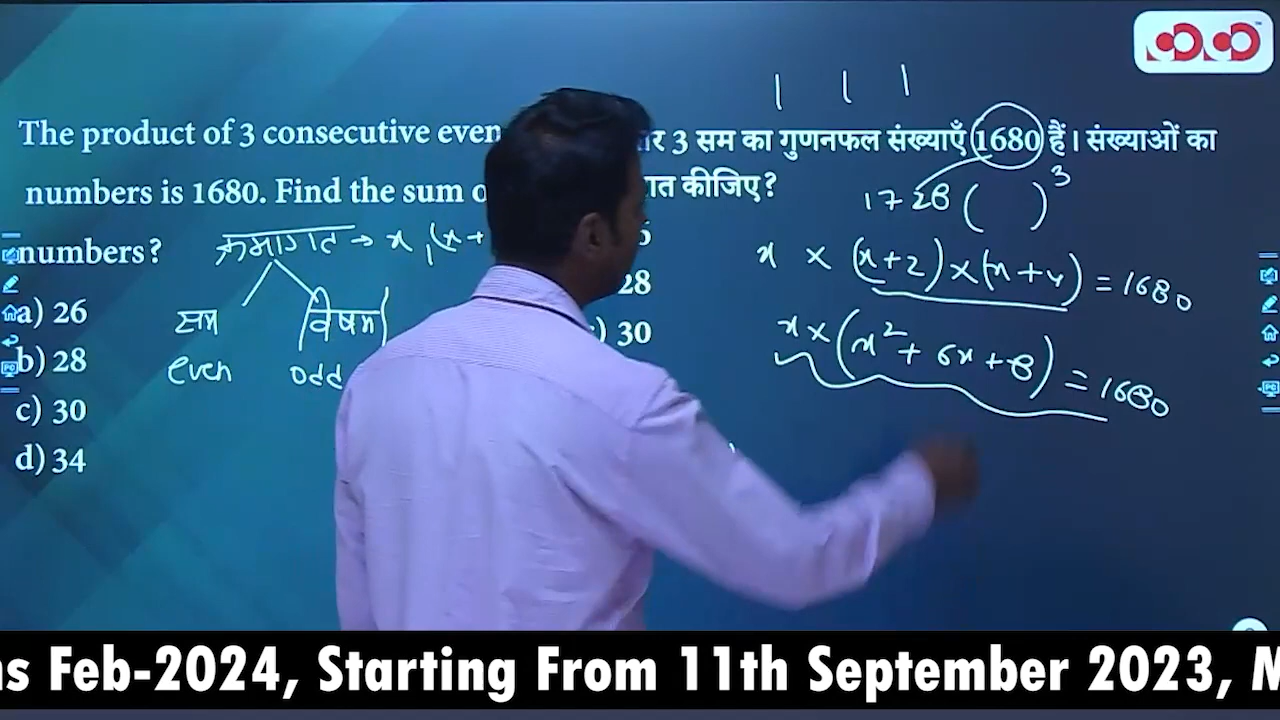 The product of 3 consecutive even
numbers is 1680. Find the sum
numbers?
a) 26
b) 28
c) 30
d) 34
क्रमागत → x, (x+
सम
विषम
even
odd
3 सम का गुणनफल संख्याएँ 1680 हैं। संख्याओं का
कीजिए?
28
30
1728 ( )³
x × (x+2) × (x+4) = 1680
x × (x² + 6x + 8) = 1680
Feb-2024, Starting From 11th September 2023,